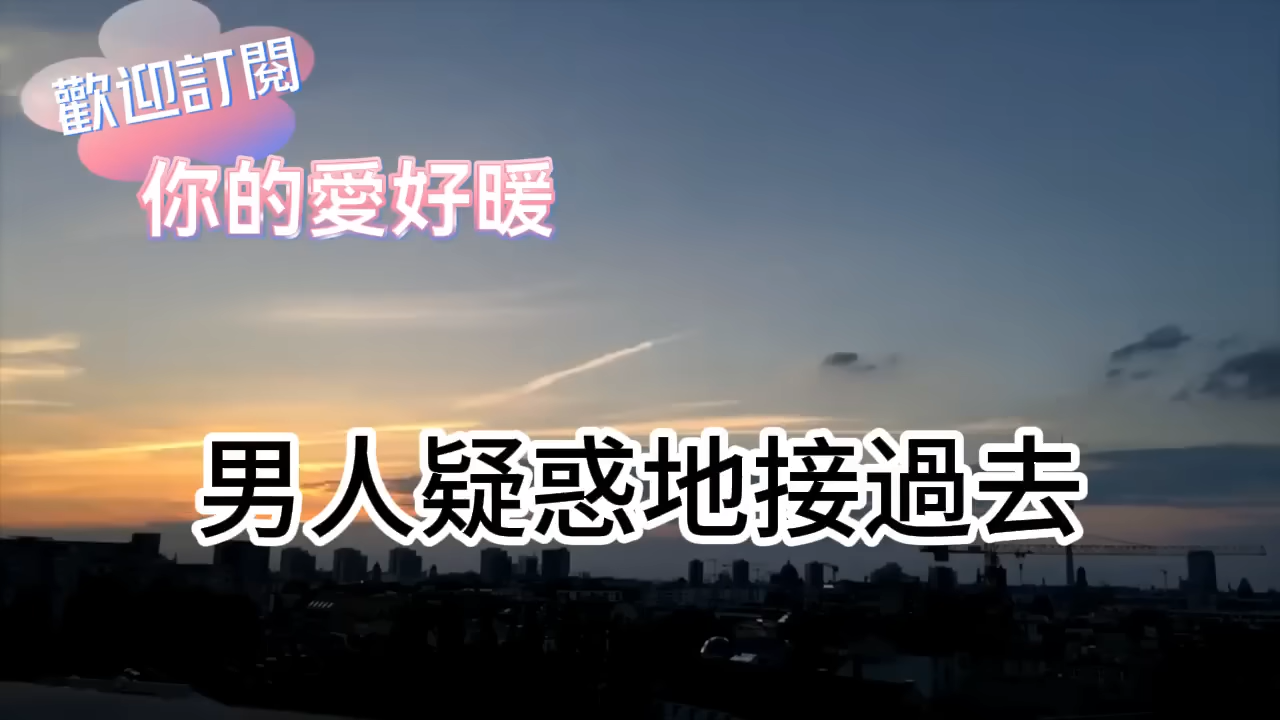 歡迎訂閱
你的愛好暖
男人疑惑地接過去